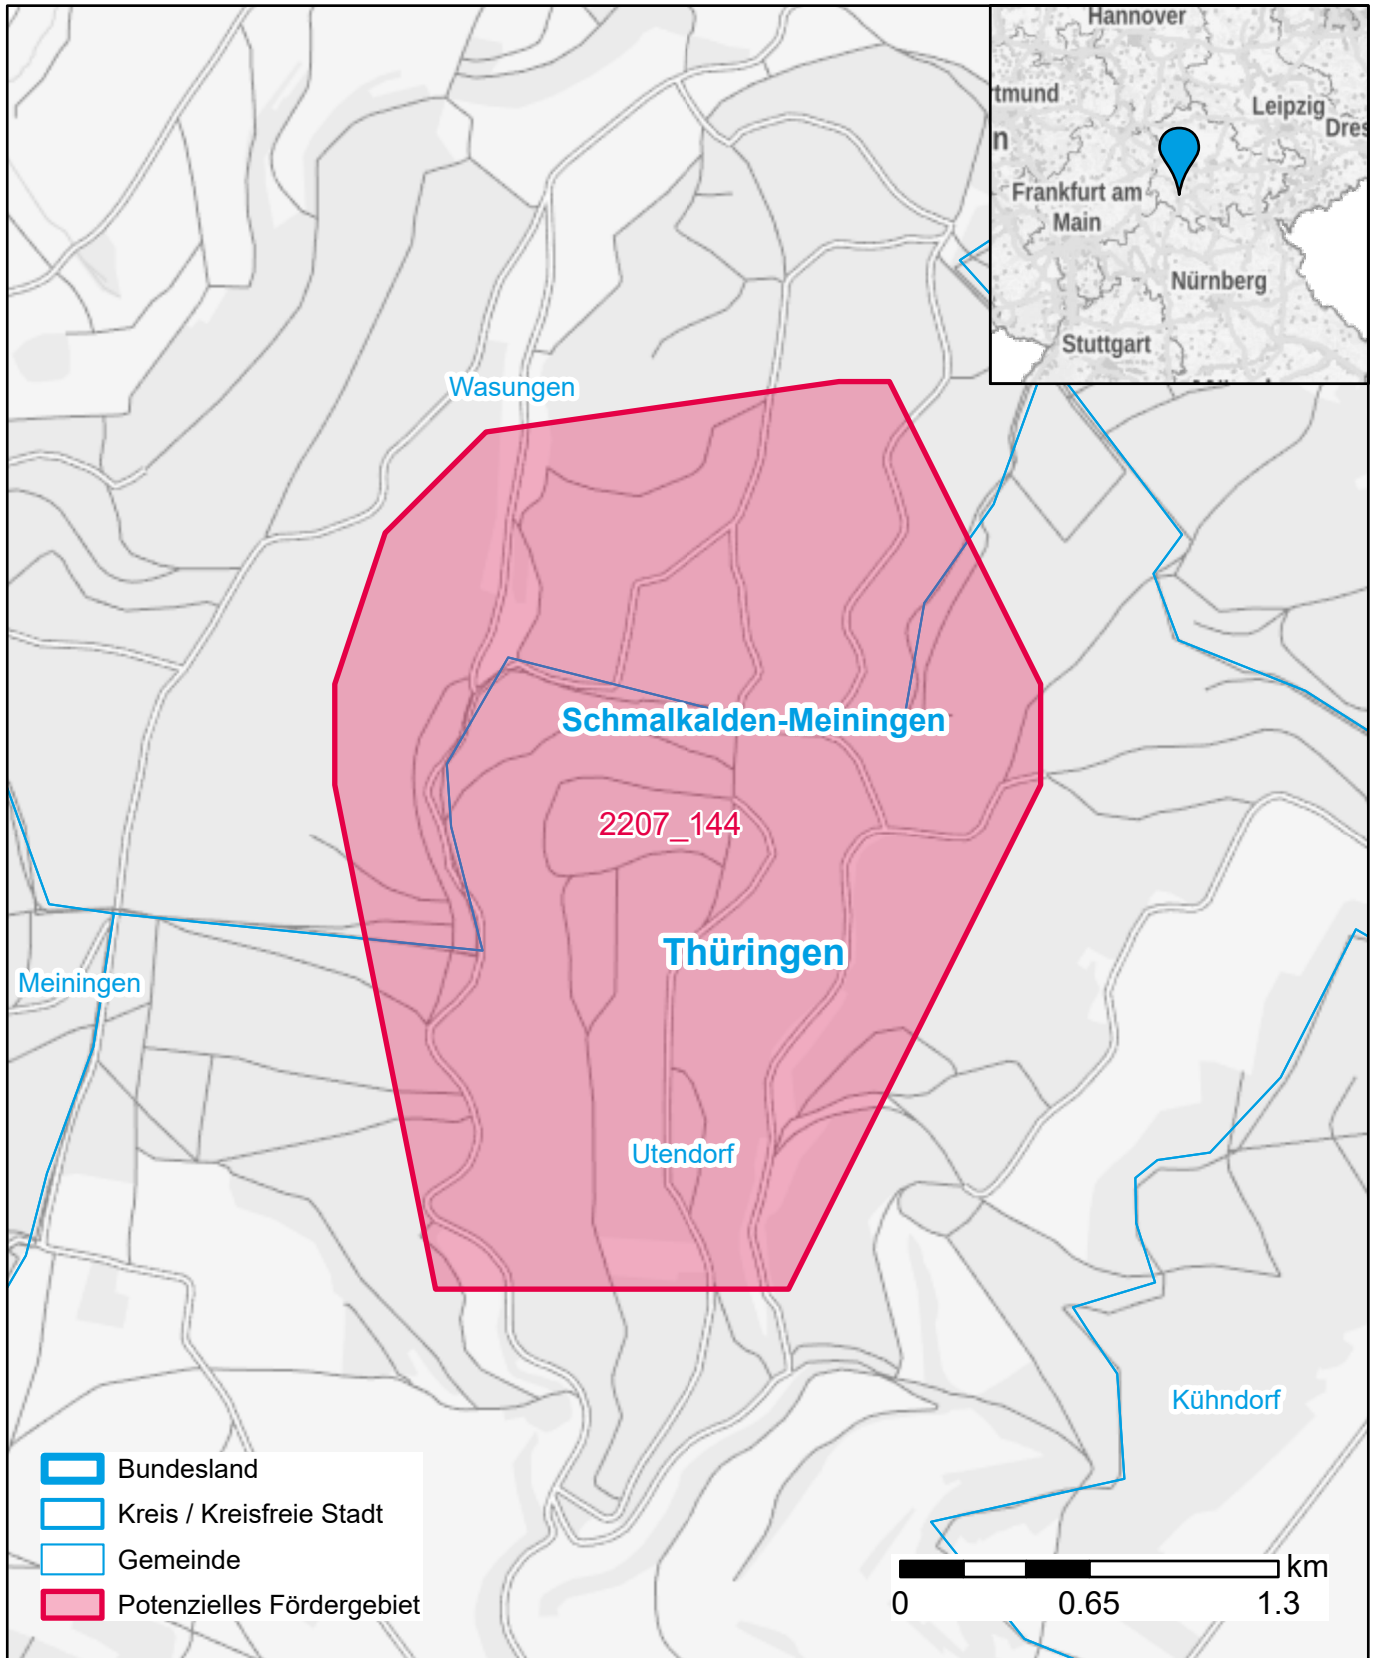 Hannover
rtmund
Leipzig
Dres
n
Frankfurt am
Main
Nürnberg
Stuttgart
Wasungen
Schmalkalden-Meiningen
2207_144
Thüringen
Meiningen
Utendorf
Kühndorf
Bundesland
Kreis / Kreisfreie Stadt
Gemeinde
Potenzielles Fördergebiet
km
0 0.65 1.3